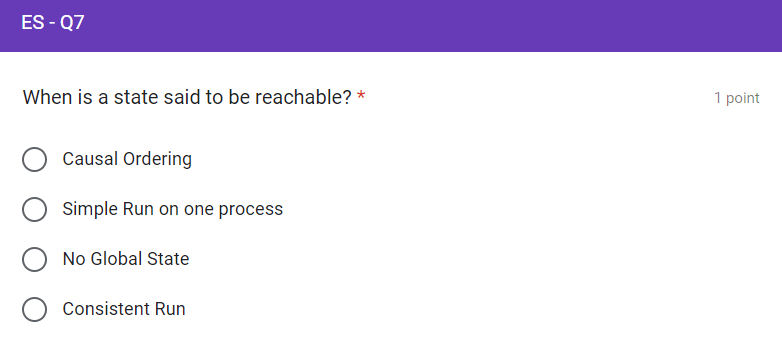 ES - Q7
When is a state said to be reachable? *
1 point
Causal Ordering
Simple Run on one process
No Global State
Consistent Run